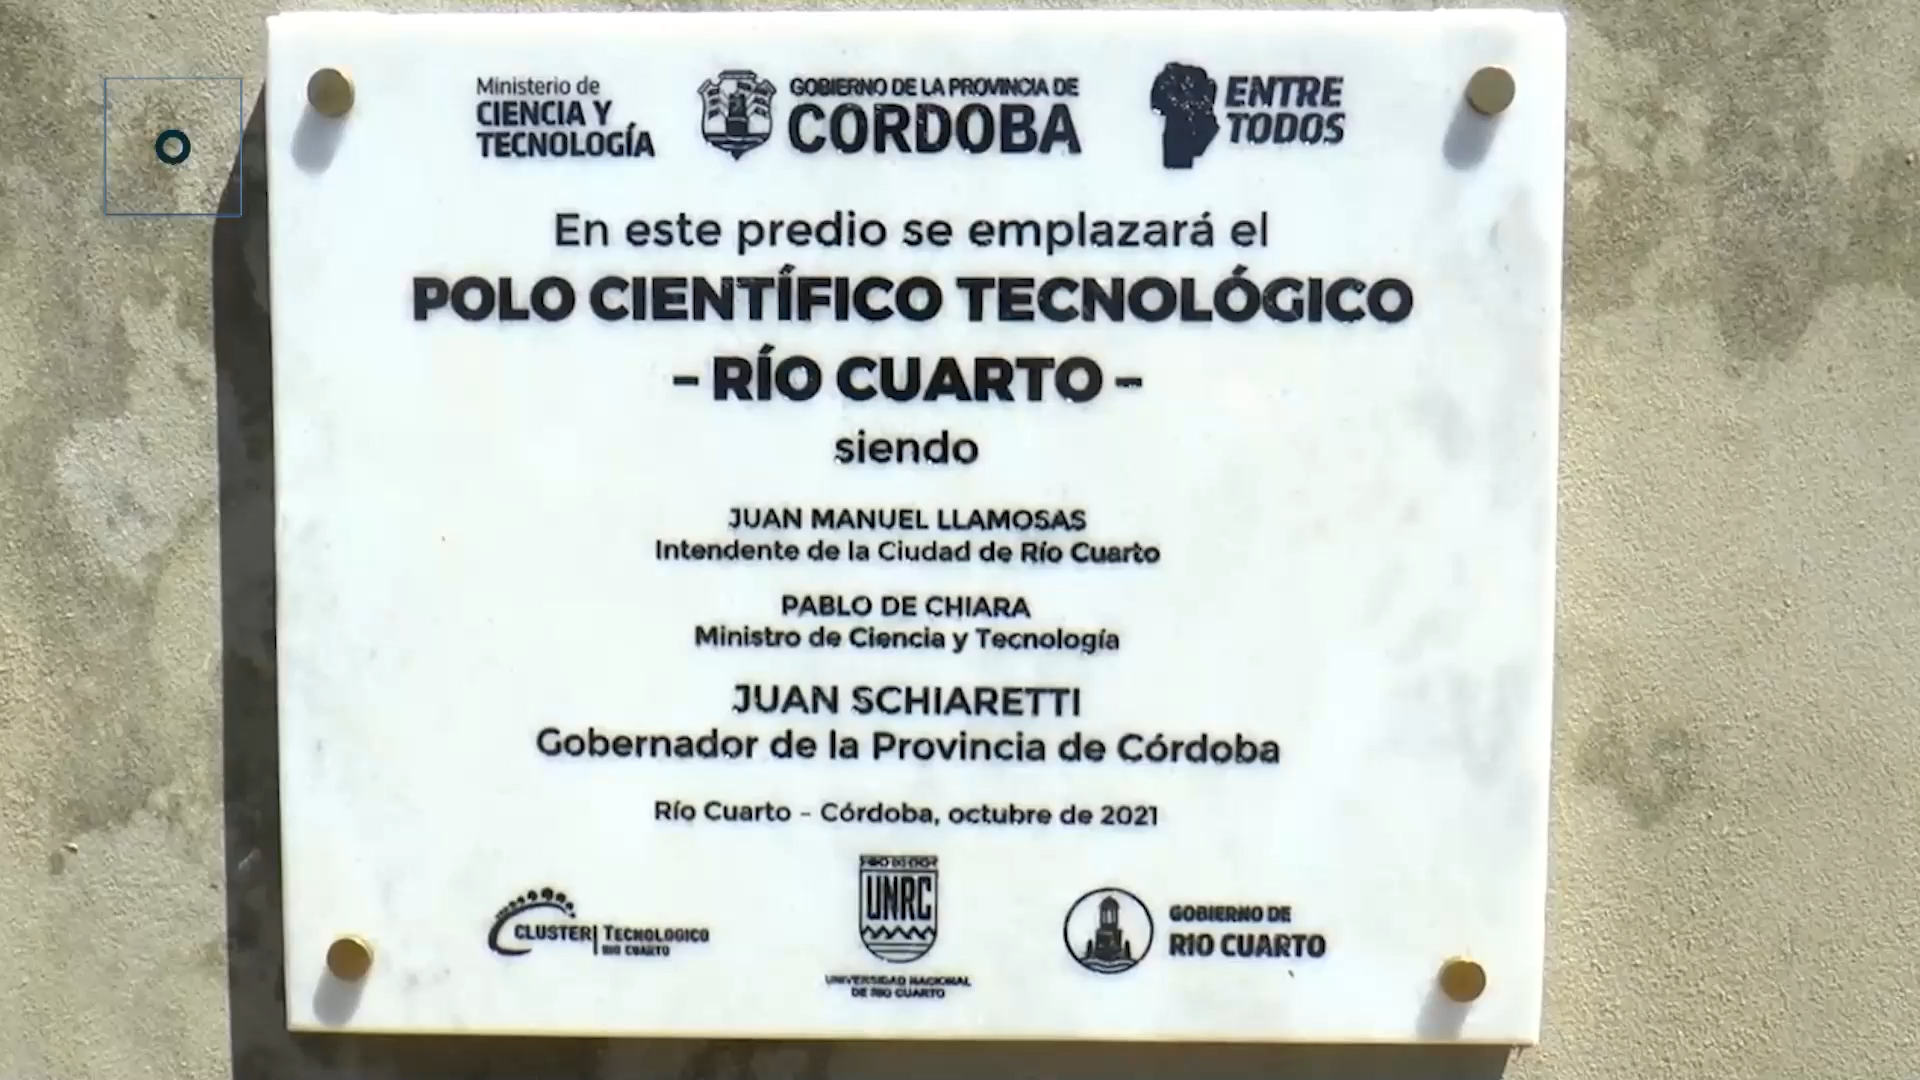 Ministerio de
CIENCIA Y
TECNOLOGÍA
GOBIERNO DE LA PROVINCIA DE
CORDOBA
ENTRE
TODOS
En este predio se emplazará el
POLO CIENTÍFICO TECNOLÓGICO
– RÍO CUARTO –
siendo
JUAN MANUEL LLAMOSAS
Intendente de la Ciudad de Río Cuarto
PABLO DE CHIARA
Ministro de Ciencia y Tecnología
JUAN SCHIARETTI
Gobernador de la Provincia de Córdoba
Río Cuarto – Córdoba, octubre de 2021
CLUSTER TECNOLOGICO
RIO CUARTO
UNRC
UNIVERSIDAD NACIONAL
DE RIO CUARTO
GOBIERNO DE
RIO CUARTO